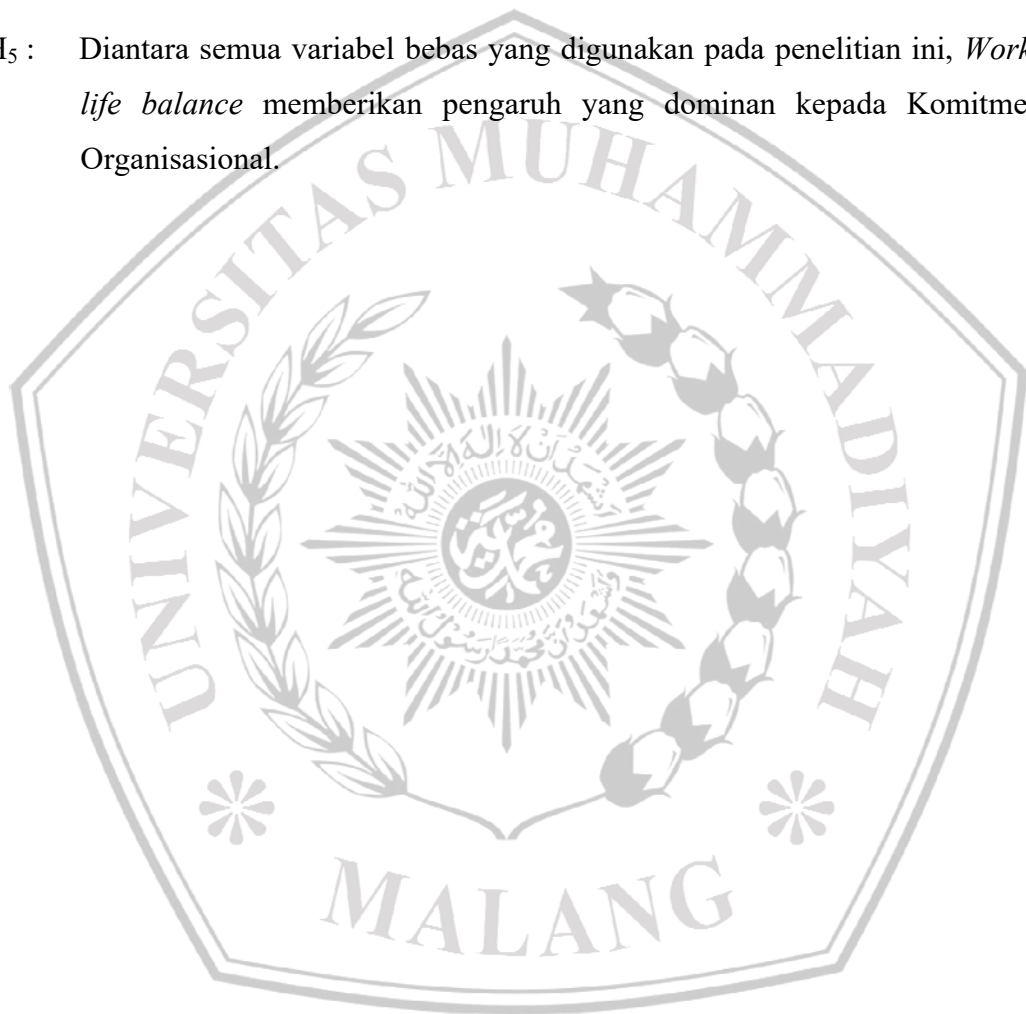 H₅ : Diantara semua variabel bebas yang digunakan pada penelitian ini, Work
life balance memberikan pengaruh yang dominan kepada Komitme
Organisasional.
UNIVERSITAS MUHAMMADIYAH
MALANG